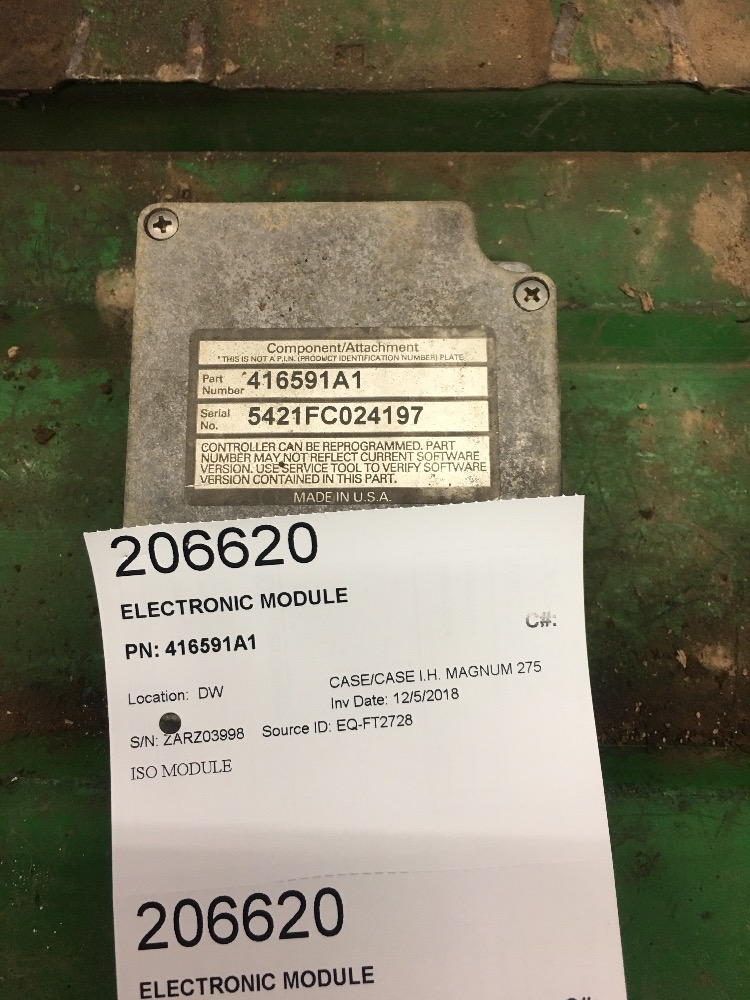 Component/Attachment
*THIS IS NOT A P.I.N. (PRODUCT IDENTIFICATION NUMBER) PLATE
Part Number 416591A1
Serial No. 5421FC024197
CONTROLLER CAN BE REPROGRAMMED. PART
NUMBER MAY NOT REFLECT CURRENT SOFTWARE
VERSION. USE SERVICE TOOL TO VERIFY SOFTWARE
VERSION CONTAINED IN THIS PART.
MADE IN U.S.A.
206620
ELECTRONIC MODULE
C#:
PN: 416591A1
Location: DW CASE/CASE I.H. MAGNUM 275
Inv Date: 12/5/2018
S/N: ZARZ03998 Source ID: EQ-FT2728
ISO MODULE
206620
ELECTRONIC MODULE